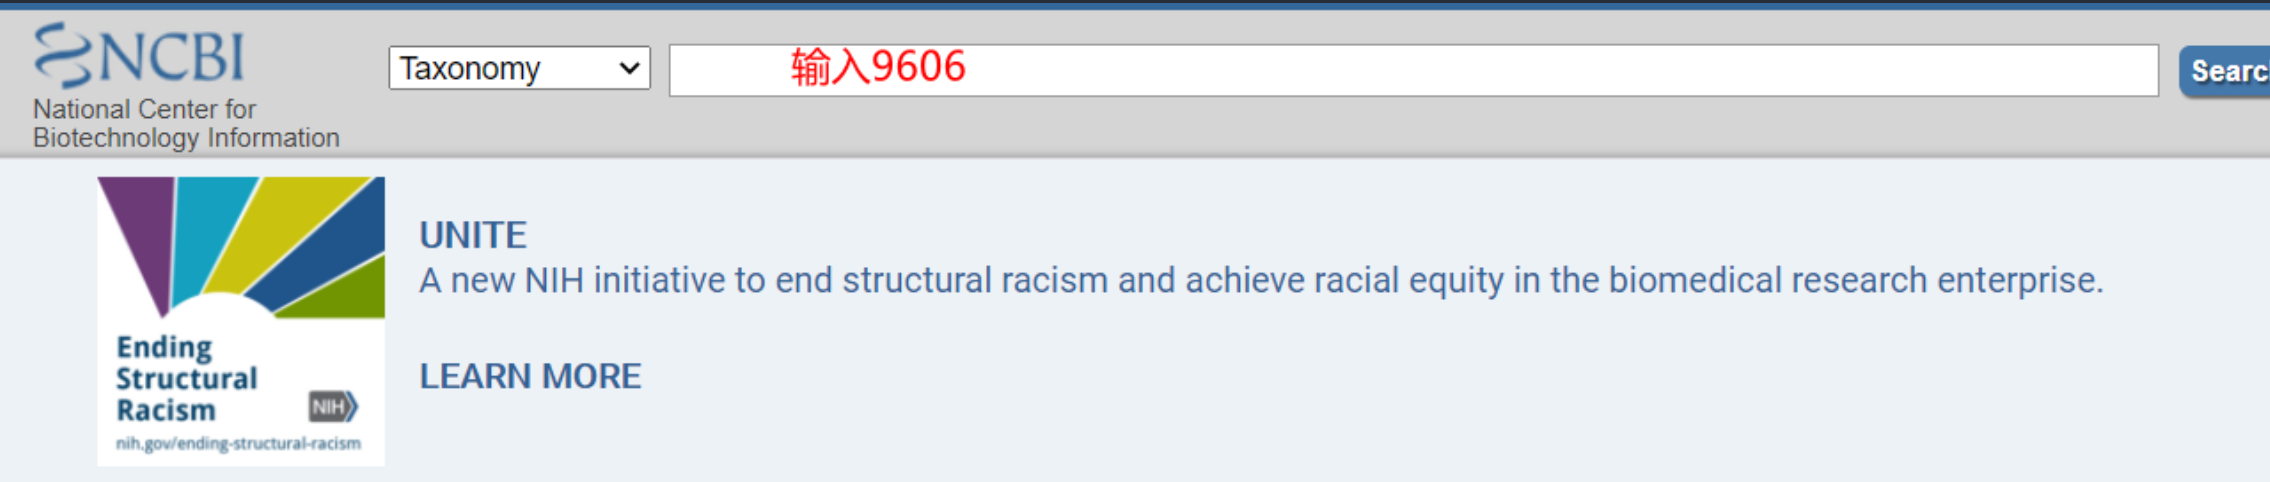 NCBI
National Center for
Biotechnology Information
Taxonomy
输入9606
Searc
UNITE
A new NIH initiative to end structural racism and achieve racial equity in the biomedical research enterprise.
LEARN MORE
Ending
Structural
Racism
NIH
nih.gov/ending-structural-racism